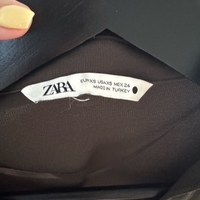 ZARA
EUR XS USA XS MEX 24
MADE IN TURKEY